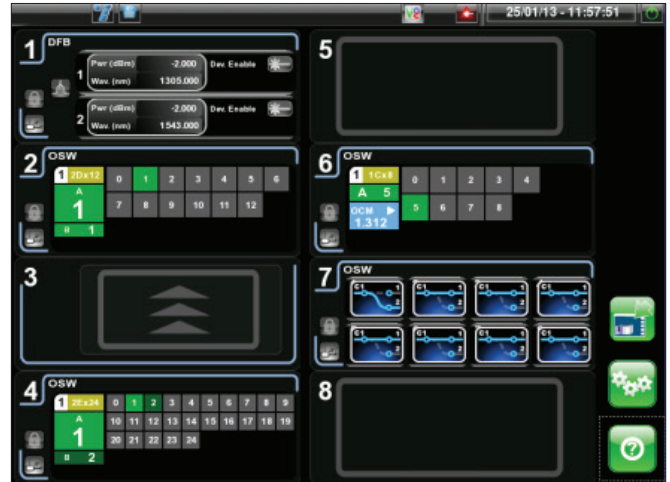 25/01/13 - 11:57:51
1 DFB
1 Pwr (dBm) -2.000 Dev. Enable
Wav. (nm) 1305.000
2 Pwr (dBm) -2.000 Dev. Enable
Wav. (nm) 1543.000
2 OSW
1 2Dx12
A
1
B 1
0 1 2 3 4 5 6
7 8 9 10 11 12
3
4 OSW
1 2Ex24
A
1
B 2
0 1 2 3 4 5 6 7 8 9
10 11 12 13 14 15 16 17 18 19
20 21 22 23 24
5
6 OSW
1 1Cx8
A 5
OCM
1.312
0 1 2 3 4
5 6 7 8
7 OSW
C1 1 2 C1 1 2 C1 1 2 C1 1 2
C1 1 2 C1 1 2 C1 1 2 C1 1 2
8
?